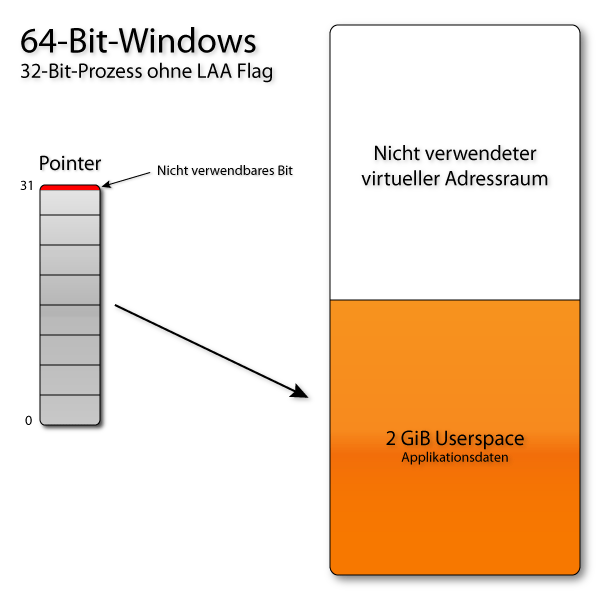 64-Bit-Windows
32-Bit-Prozess ohne LAA Flag
Pointer
31
Nicht verwendbares Bit
0
Nicht verwendeter
virtueller Adressraum
2 GiB Userspace
Applikationsdaten